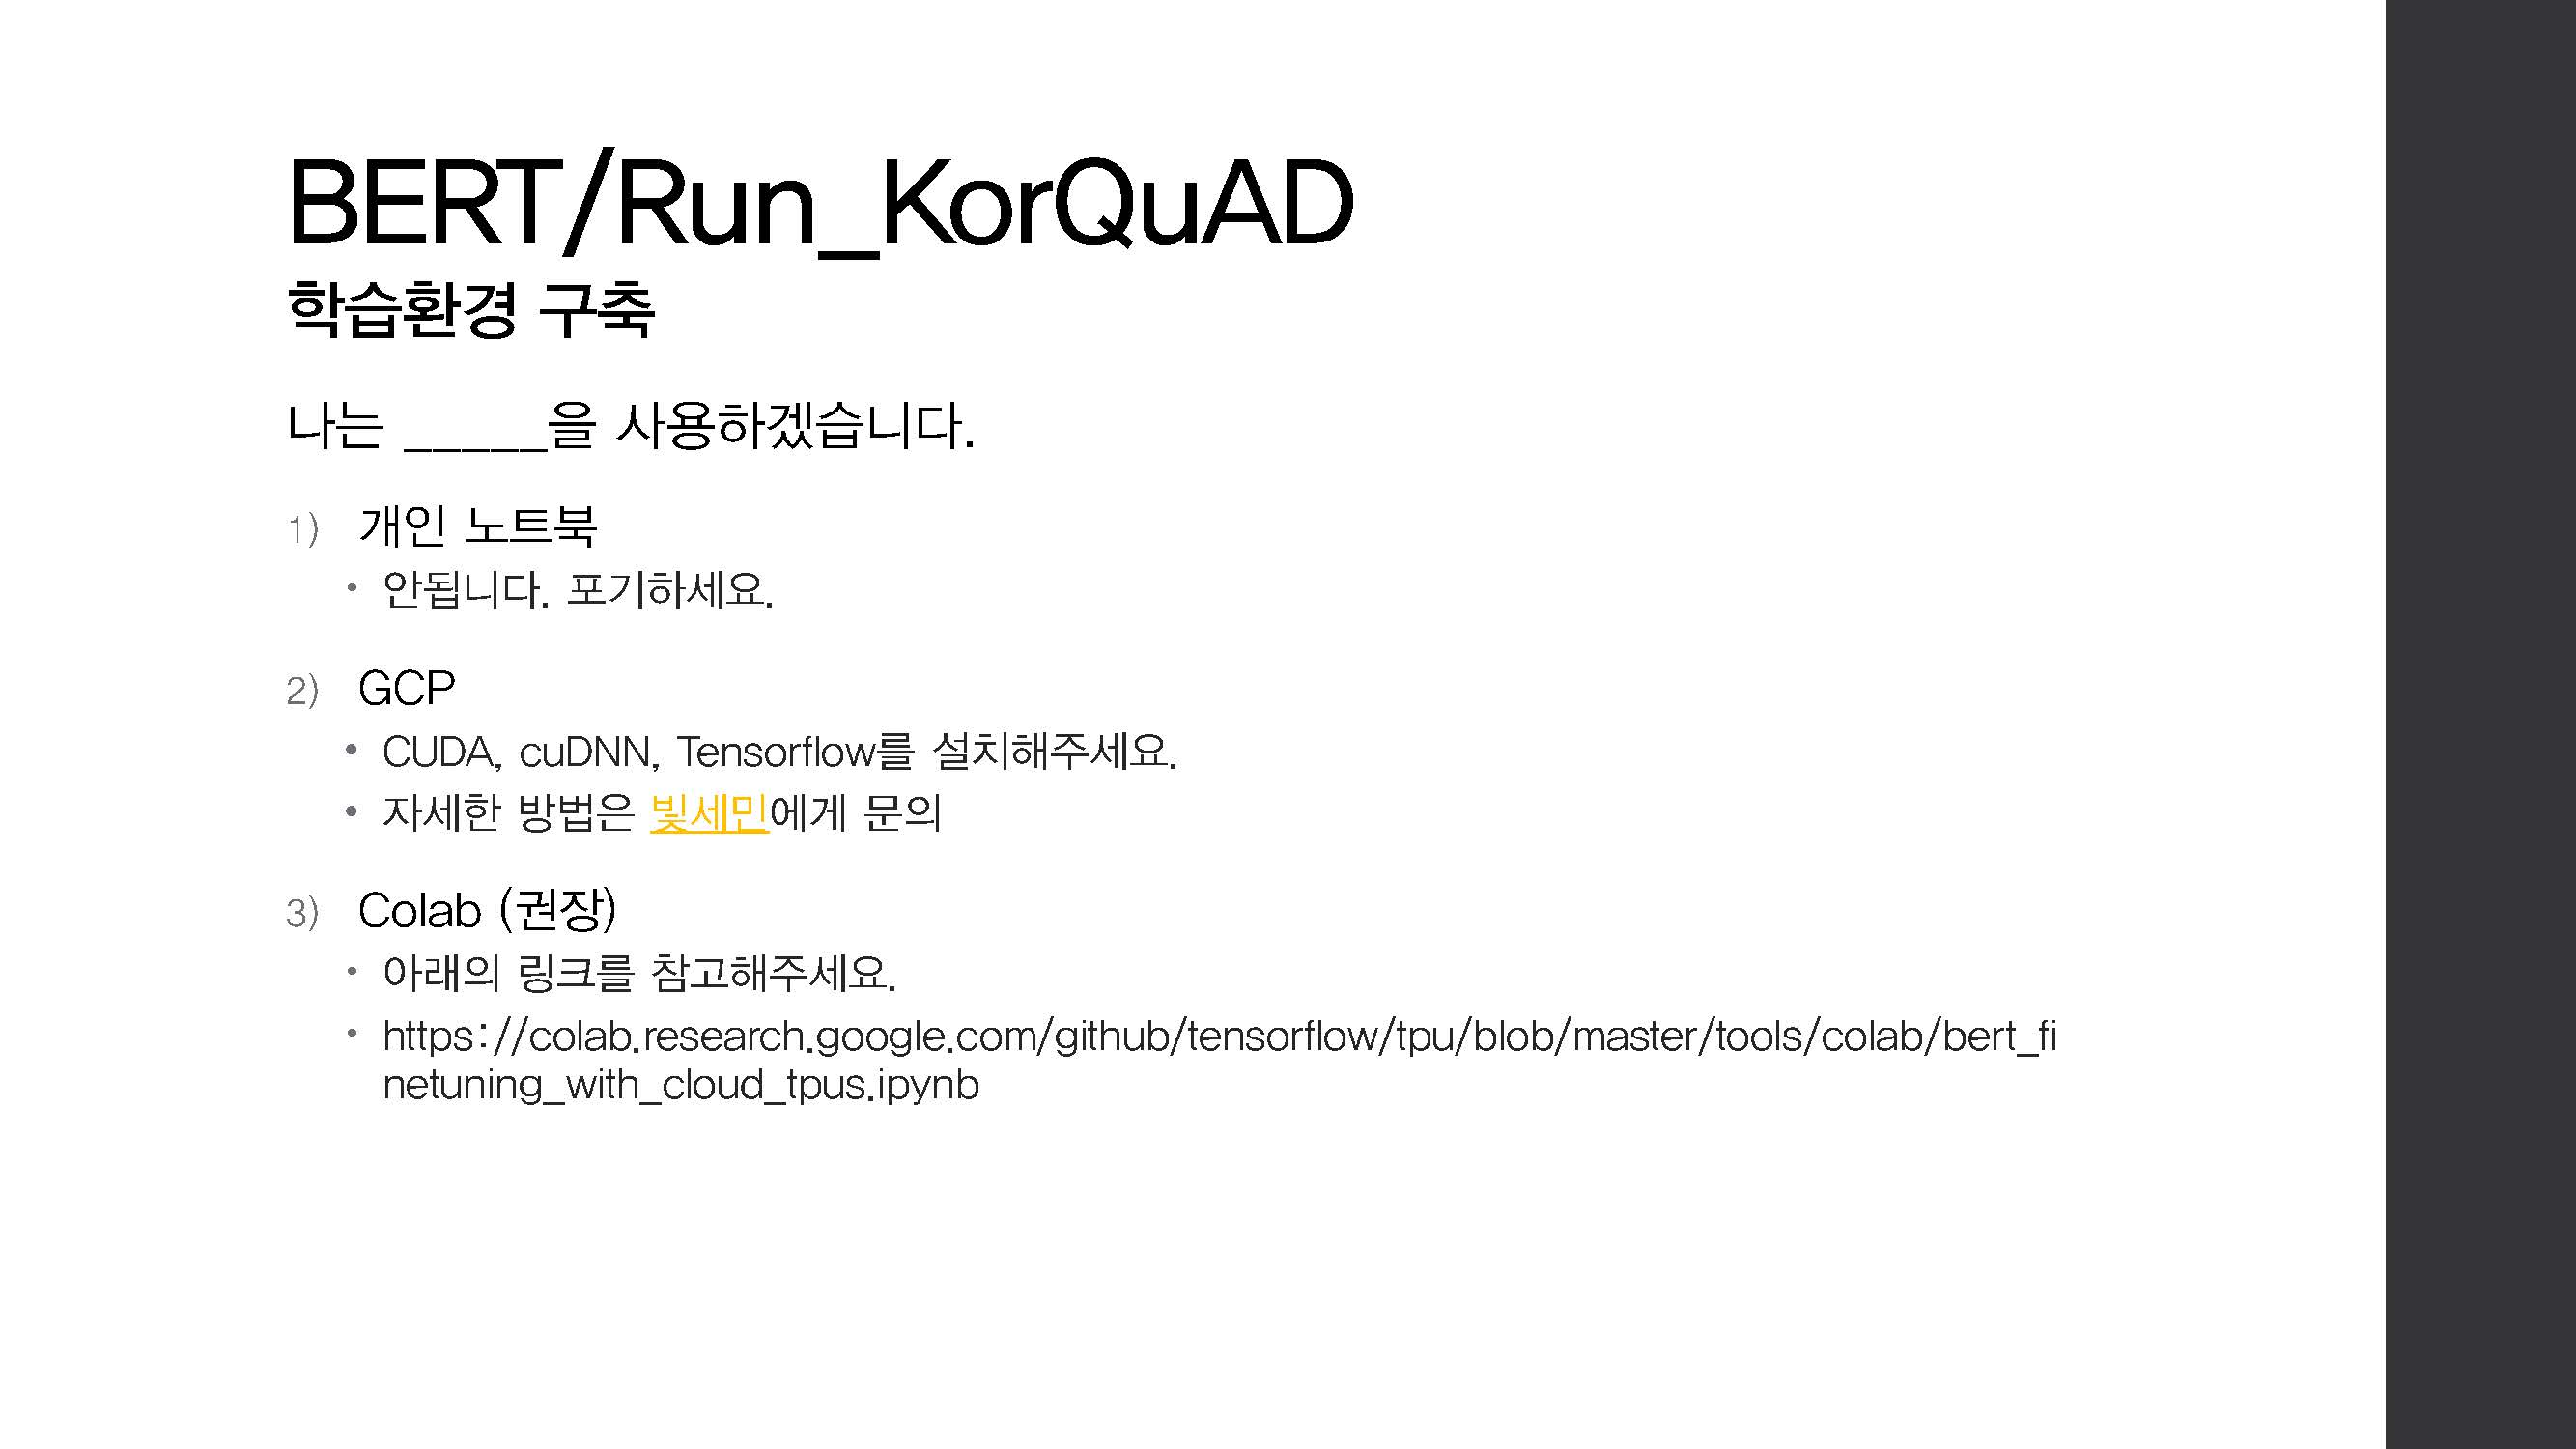 BERT/Run_KorQuAD
학습환경 구축
나는 _____을 사용하겠습니다.
1) 개인 노트북
• 안됩니다. 포기하세요.
2) GCP
• CUDA, cuDNN, Tensorflow를 설치해주세요.
• 자세한 방법은 빛세민에게 문의
3) Colab (권장)
• 아래의 링크를 참고해주세요.
• https://colab.research.google.com/github/tensorflow/tpu/blob/master/tools/colab/bert_fi
netuning_with_cloud_tpus.ipynb